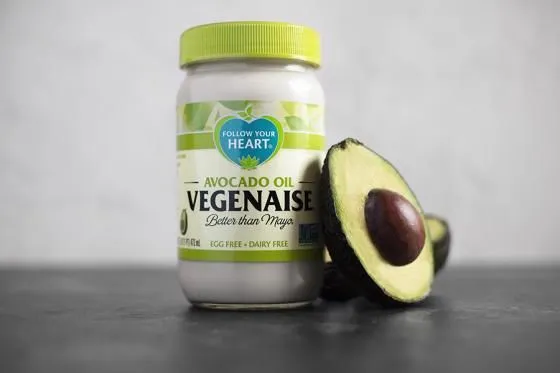 FOLLOW YOUR
HEART®
AVOCADO OIL
VEGENAISE
Better than Mayo.
EGG FREE • DAIRY FREE